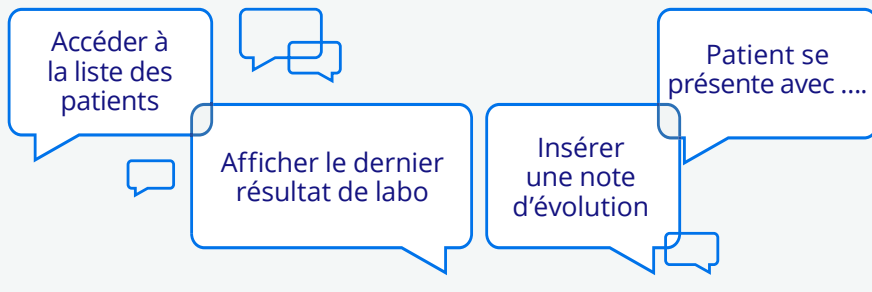 Accéder à
la liste des
patients
Afficher le dernier
résultat de labo
Insérer
une note
d’évolution
Patient se
présente avec ....